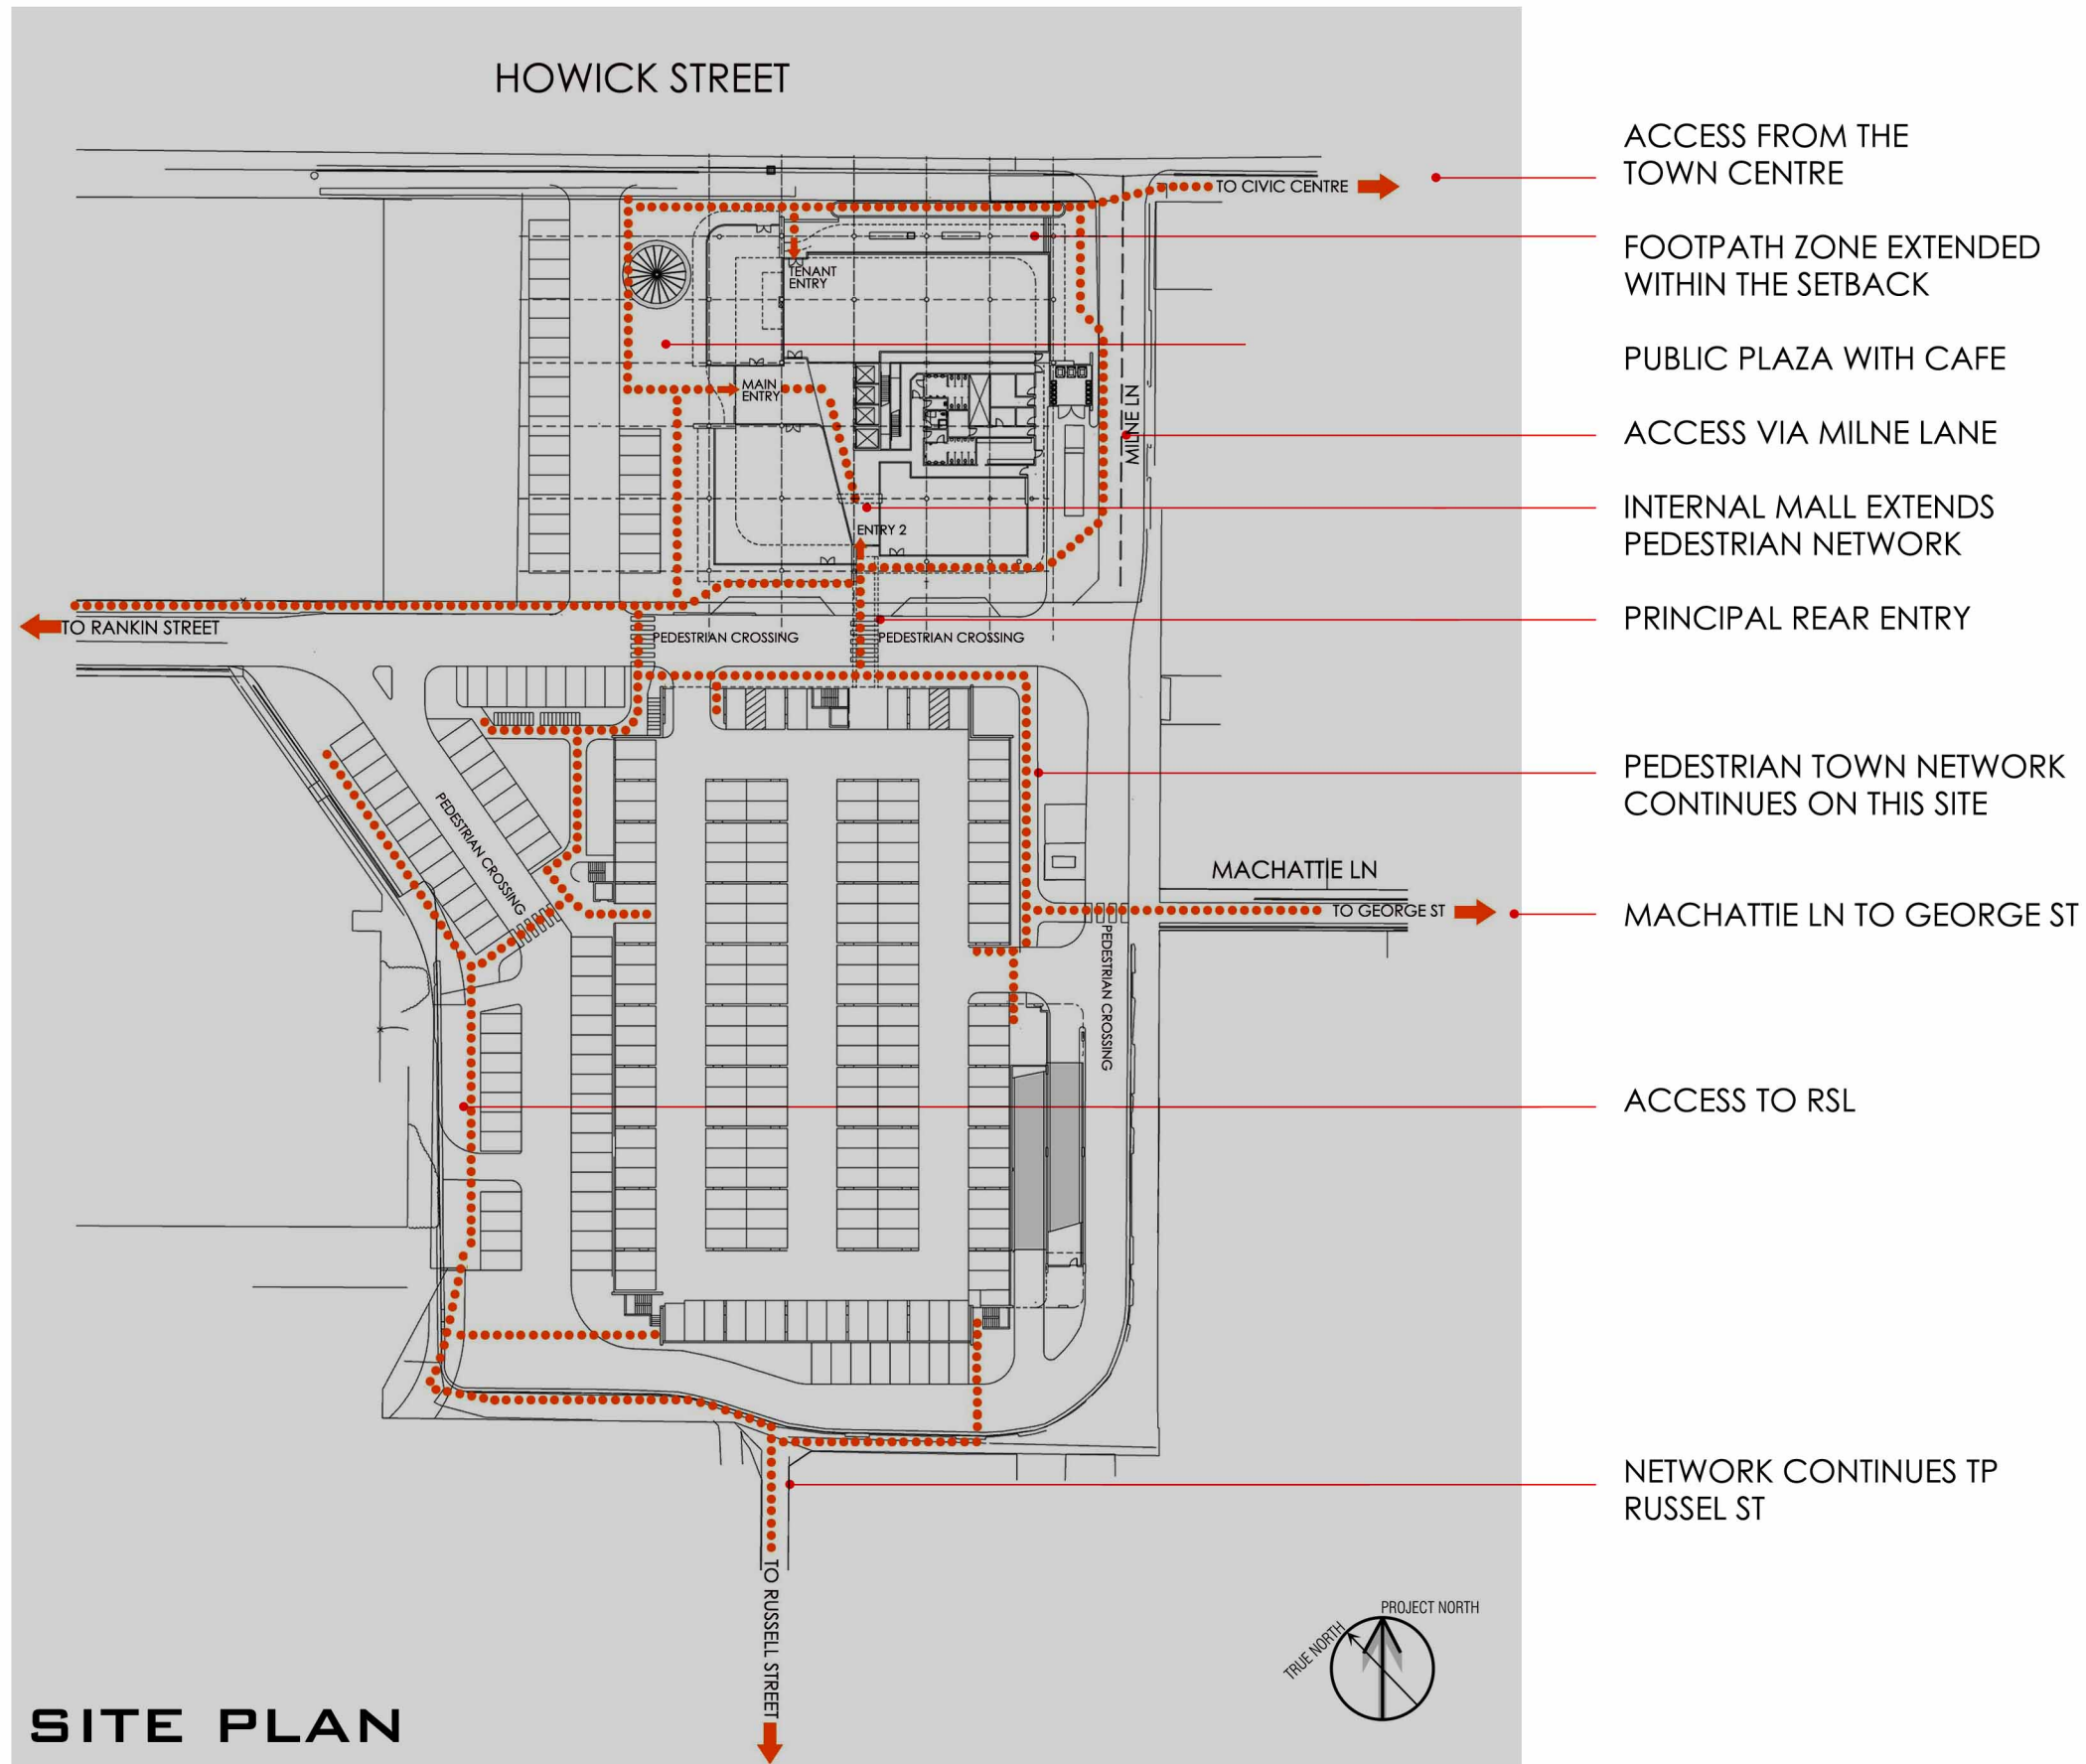 HOWICK STREET
ACCESS FROM THE
TOWN CENTRE
TO CIVIC CENTRE
FOOTPATH ZONE EXTENDED
WITHIN THE SETBACK
TENANT
ENTRY
PUBLIC PLAZA WITH CAFE
MAIN
ENTRY
MILNE LN
ACCESS VIA MILNE LANE
INTERNAL MALL EXTENDS
PEDESTRIAN NETWORK
ENTRY 2
PRINCIPAL REAR ENTRY
TO RANKIN STREET
PEDESTRIAN CROSSING
PEDESTRIAN CROSSING
PEDESTRIAN TOWN NETWORK
CONTINUES ON THIS SITE
PEDESTRIAN CROSSING
MACHATTIE LN
TO GEORGE ST
MACHATTIE LN TO GEORGE ST
PEDESTRIAN CROSSING
ACCESS TO RSL
NETWORK CONTINUES TP
RUSSEL ST
TO RUSSELL STREET
PROJECT NORTH
TRUE NORTH
SITE PLAN